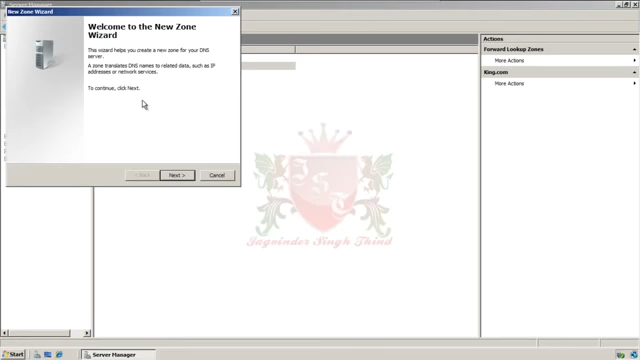 Server Manager
New Zone Wizard
Welcome to the New Zone
Wizard
This wizard helps you create a new zone for your DNS
server.
A zone translates DNS names to related data, such as IP
addresses or network services.
To continue, click Next.
< Back
Next >
Cancel
Actions
Forward Lookup Zones
More Actions
King.com
More Actions
JST
Jagvinder Singh Thind
Start
Server Manager